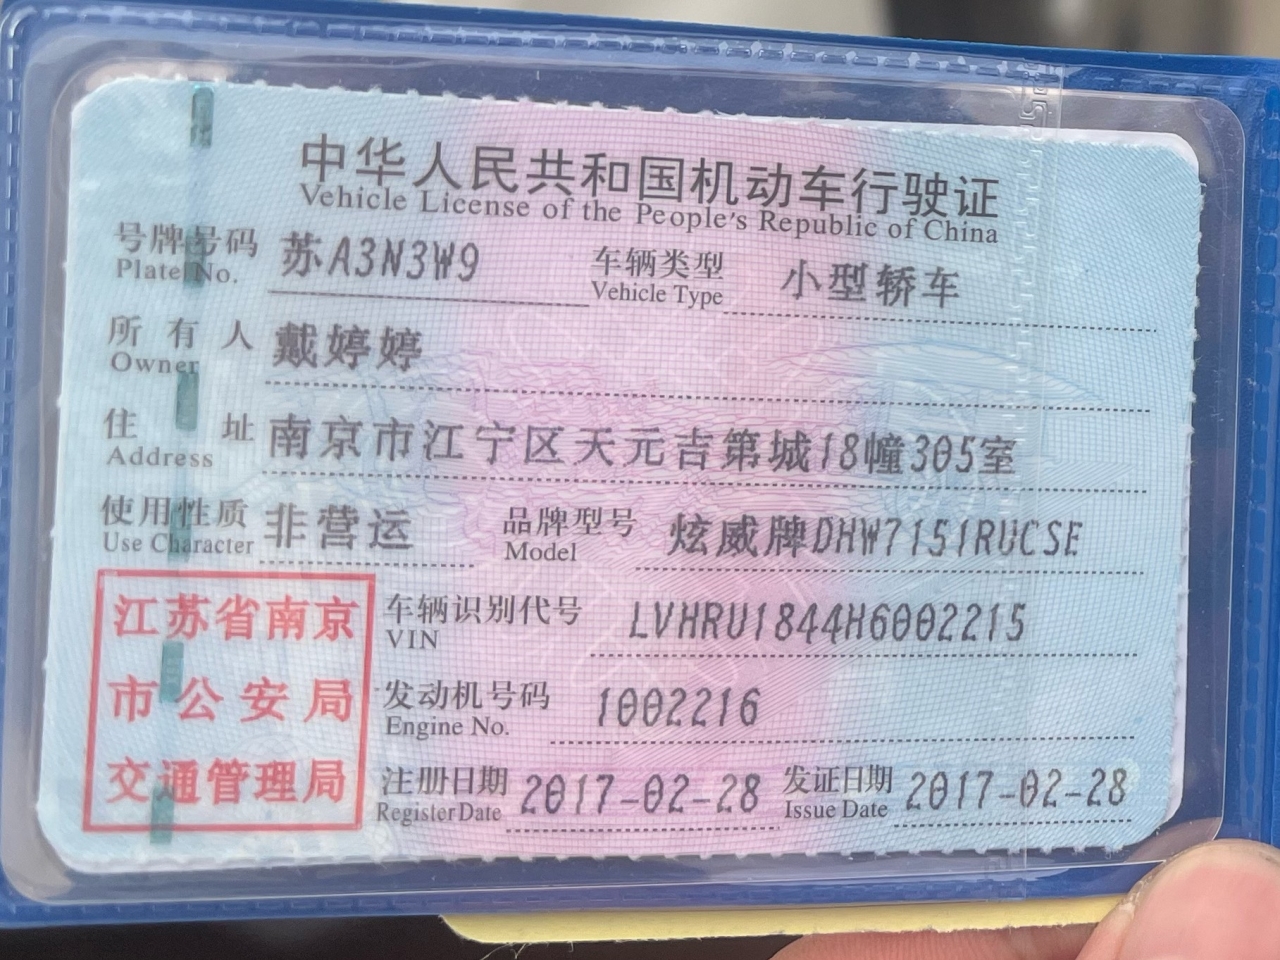 中华人民共和国机动车行驶证
Vehicle License of the People's Republic of China
号牌号码 苏A3N3W9 车辆类型 小型轿车
Plate No. Vehicle Type
所有人 戴婷婷
Owner
住址 南京市江宁区天元吉第城18幢305室
Address
使用性质 非营运 品牌型号 炫威牌DHW7151RUCSE
Use Character Model
江苏省南京
市公安局
交通管理局
车辆识别代号 LVHRU1844H6002215
VIN
发动机号码 1002216
Engine No.
注册日期 2017-02-28 发证日期 2017-02-28
Register Date Issue Date